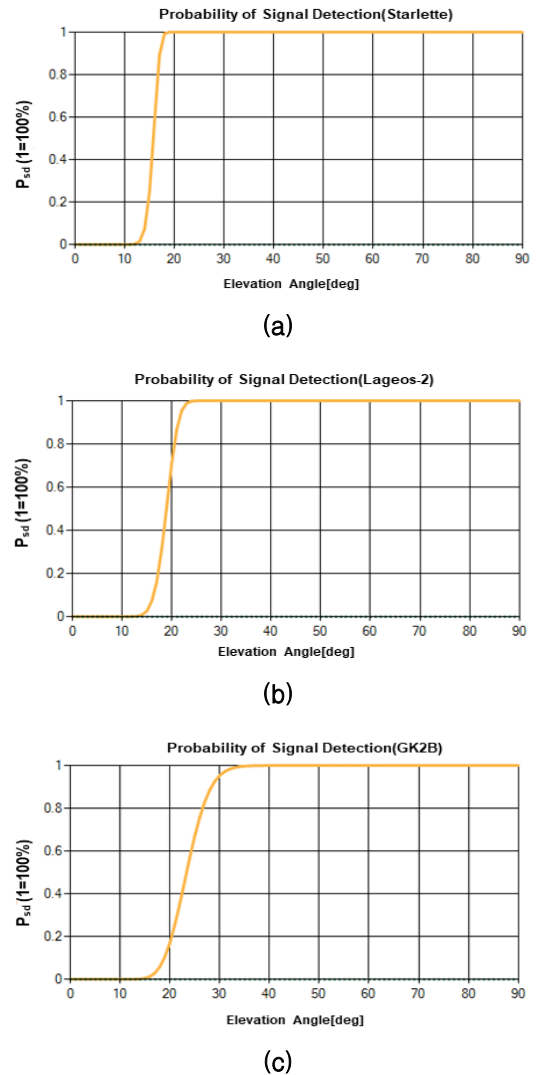 Probability of Signal Detection(Starlette)
1
0.8
0.6
0.4
0.2
0
P_sd (1=100%)
0 10 20 30 40 50 60 70 80 90
Elevation Angle[deg]
(a)
Probability of Signal Detection(Lageos-2)
1
0.8
0.6
0.4
0.2
0
P_sd (1=100%)
0 10 20 30 40 50 60 70 80 90
Elevation Angle[deg]
(b)
Probability of Signal Detection(GK2B)
1
0.8
0.6
0.4
0.2
0
P_sd (1=100%)
0 10 20 30 40 50 60 70 80 90
Elevation Angle[deg]
(c)